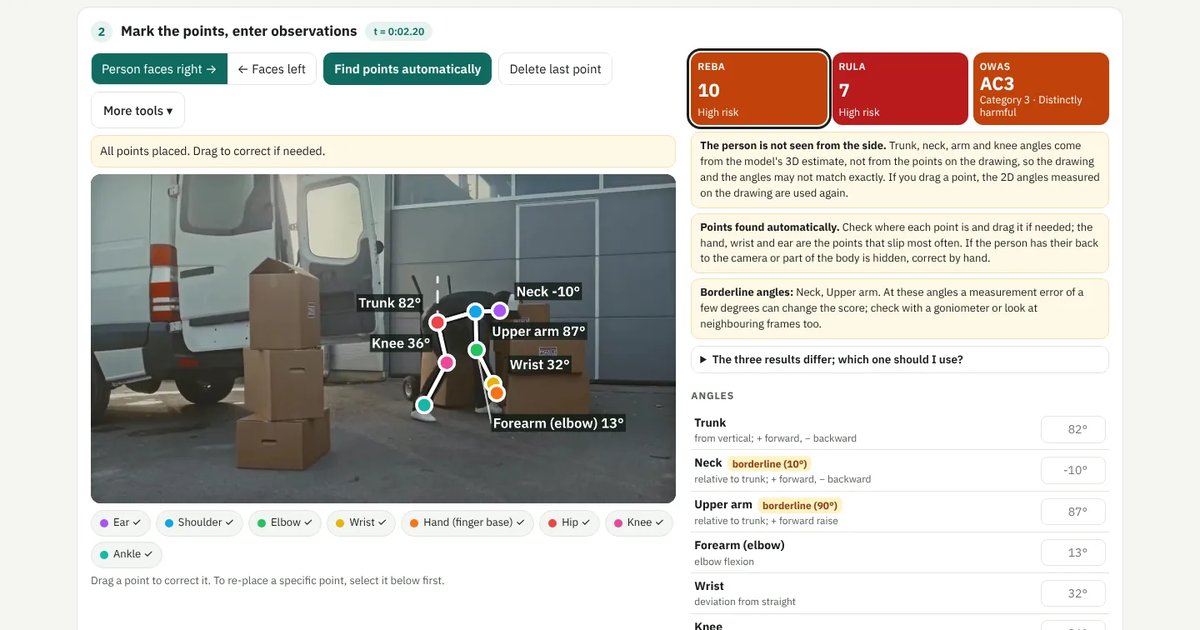 2 Mark the points, enter observations t = 0:02.20
Person faces right → ← Faces left Find points automatically Delete last point
More tools ▾
All points placed. Drag to correct if needed.
Trunk 82°
Neck -10°
Knee 36°
Upper arm 87°
Wrist 32°
Forearm (elbow) 13°
Ear ✓ Shoulder ✓ Elbow ✓ Wrist ✓ Hand (finger base) ✓ Hip ✓ Knee ✓
Ankle ✓
Drag a point to correct it. To re-place a specific point, select it below first.
REBA
10
High risk
RULA
7
High risk
OWAS
AC3
Category 3 · Distinctly
harmful
The person is not seen from the side. Trunk, neck, arm and knee angles come
from the model's 3D estimate, not from the points on the drawing, so the drawing
and the angles may not match exactly. If you drag a point, the 2D angles measured
on the drawing are used again.
Points found automatically. Check where each point is and drag it if needed; the
hand, wrist and ear are the points that slip most often. If the person has their back
to the camera or part of the body is hidden, correct by hand.
Borderline angles: Neck, Upper arm. At these angles a measurement error of a
few degrees can change the score; check with a goniometer or look at
neighbouring frames too.
▶ The three results differ; which one should I use?
ANGLES
Trunk 82°
from vertical; + forward, − backward
Neck borderline (10°) -10°
relative to trunk; + forward, − backward
Upper arm borderline (90°) 87°
relative to trunk; + forward raise
Forearm (elbow) 13°
elbow flexion
Wrist 32°
deviation from straight
Knee